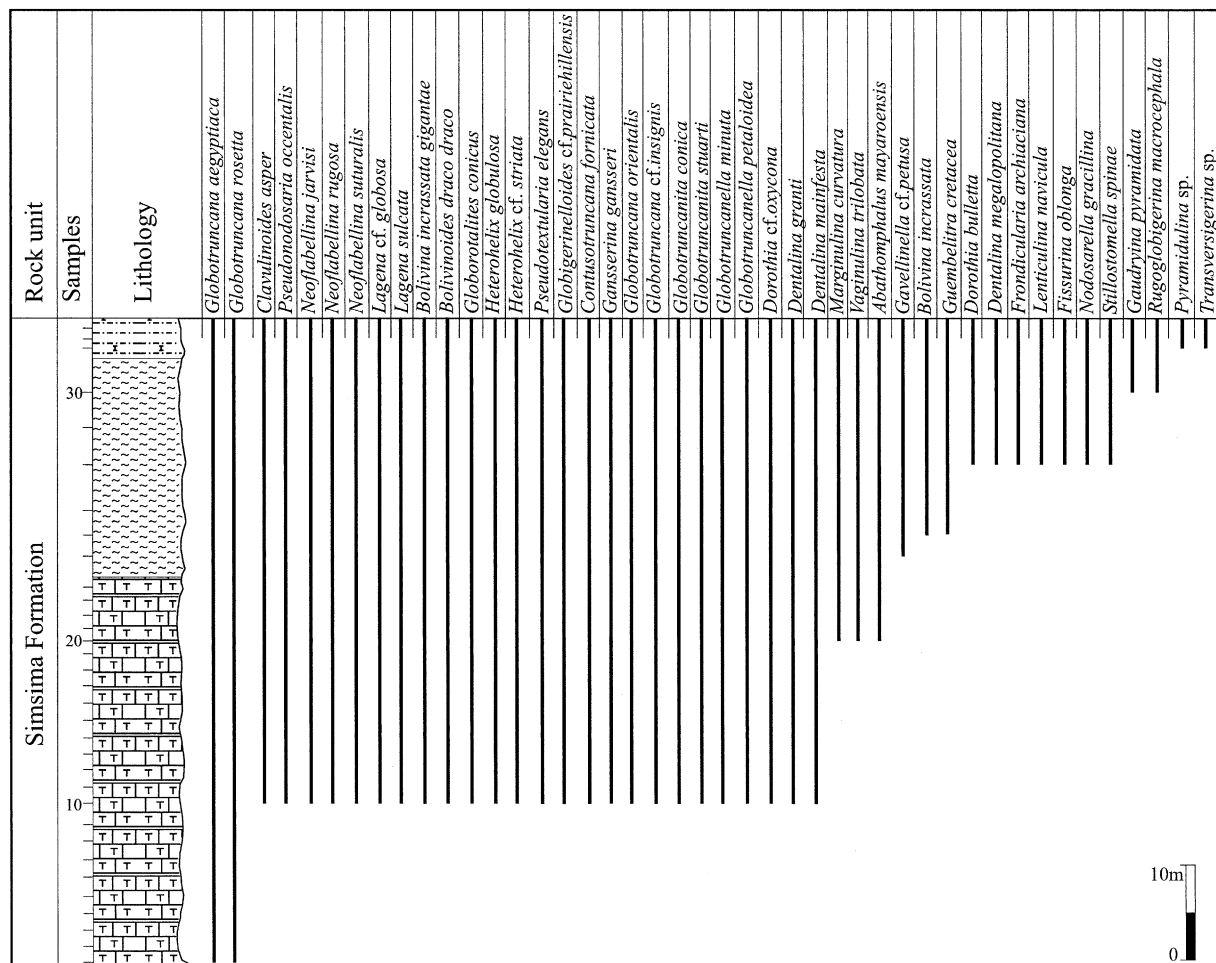 Rock unit
Samples
Lithology
Globotruncana aegyptiaca
Globotruncana rosetta
Clavulinoides asper
Pseudonodosaria occentalis
Neoflabellina jarvisi
Neoflabellina rugosa
Neoflabellina suturalis
Lagena cf. globosa
Lagena sulcata
Bolivina incrassata gigantae
Bolivinoides draco draco
Globorotalites conicus
Heterohelix globulosa
Heterohelix cf. striata
Pseudotextularia elegans
Globigerinelloides cf.prairiehillensis
Contusotruncana fornicata
Gansserina gansseri
Globotruncana orientalis
Globotruncana cf.insignis
Globotruncanita conica
Globotruncanita stuarti
Globotruncanella minuta
Globotruncanella petaloidea
Dorothia cf.oxycona
Dentalina granti
Dentalina mainfesta
Marginulina curvatura
Vaginulina trilobata
Abathomphalus mayaroensis
Gavellinella cf.petusa
Bolivina incrassata
Guembelitra cretacea
Dorothia bulletta
Dentalina megalopolitana
Frondicularia archiaciana
Lenticulina navicula
Fissurina oblonga
Nodosarella gracillina
Stillostomella spinae
Gaudryina pyramidata
Rugoglobigerina macrocephala
Pyramidulina sp.
Transversigerina sp.
Simsima Formation
30
20
10
10m
0